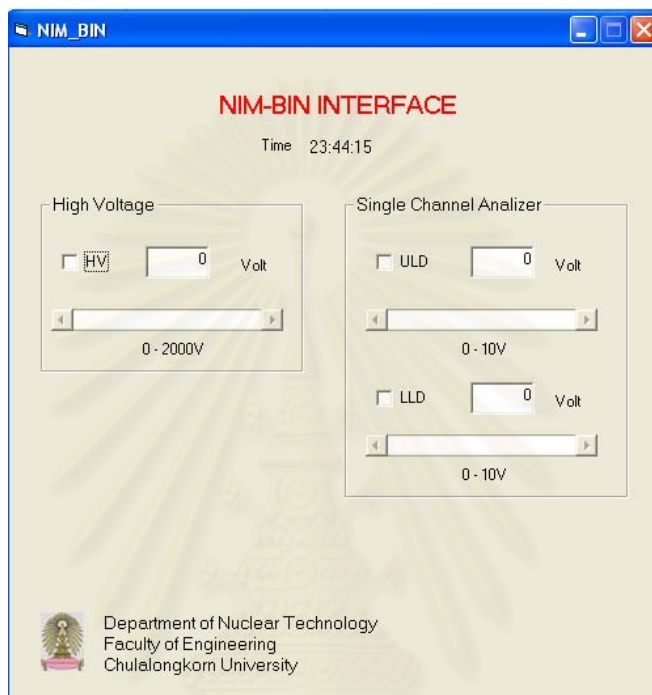 NIM_BIN
NIM-BIN INTERFACE
Time 23:44:15
High Voltage
HV 0 Volt
0 - 2000V
Single Channel Analizer
ULD 0 Volt
0 - 10V
LLD 0 Volt
0 - 10V
Department of Nuclear Technology
Faculty of Engineering
Chulalongkorn University